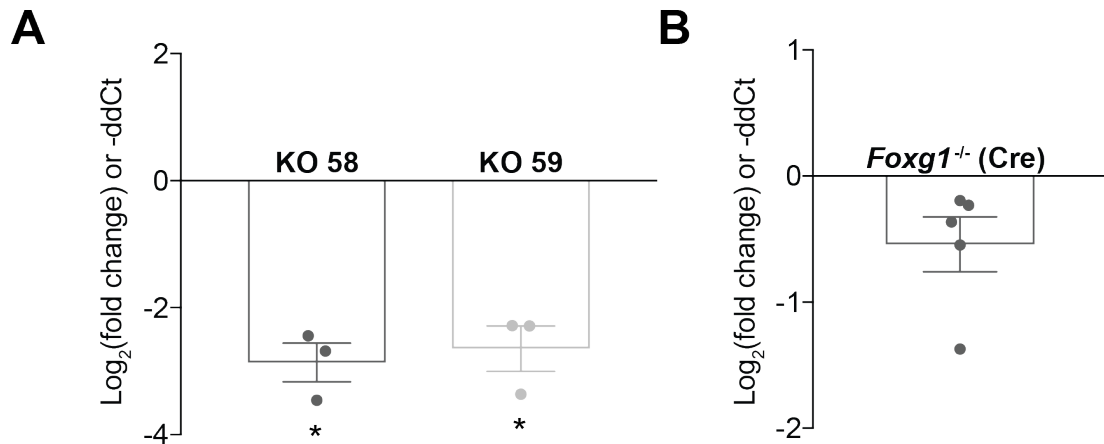 A
Log2(fold change) or -ddCt
2
0
-2
-4
KO 58
KO 59
*
*
B
Log2(fold change) or -ddCt
1
0
-1
-2
Foxg1-/- (Cre)